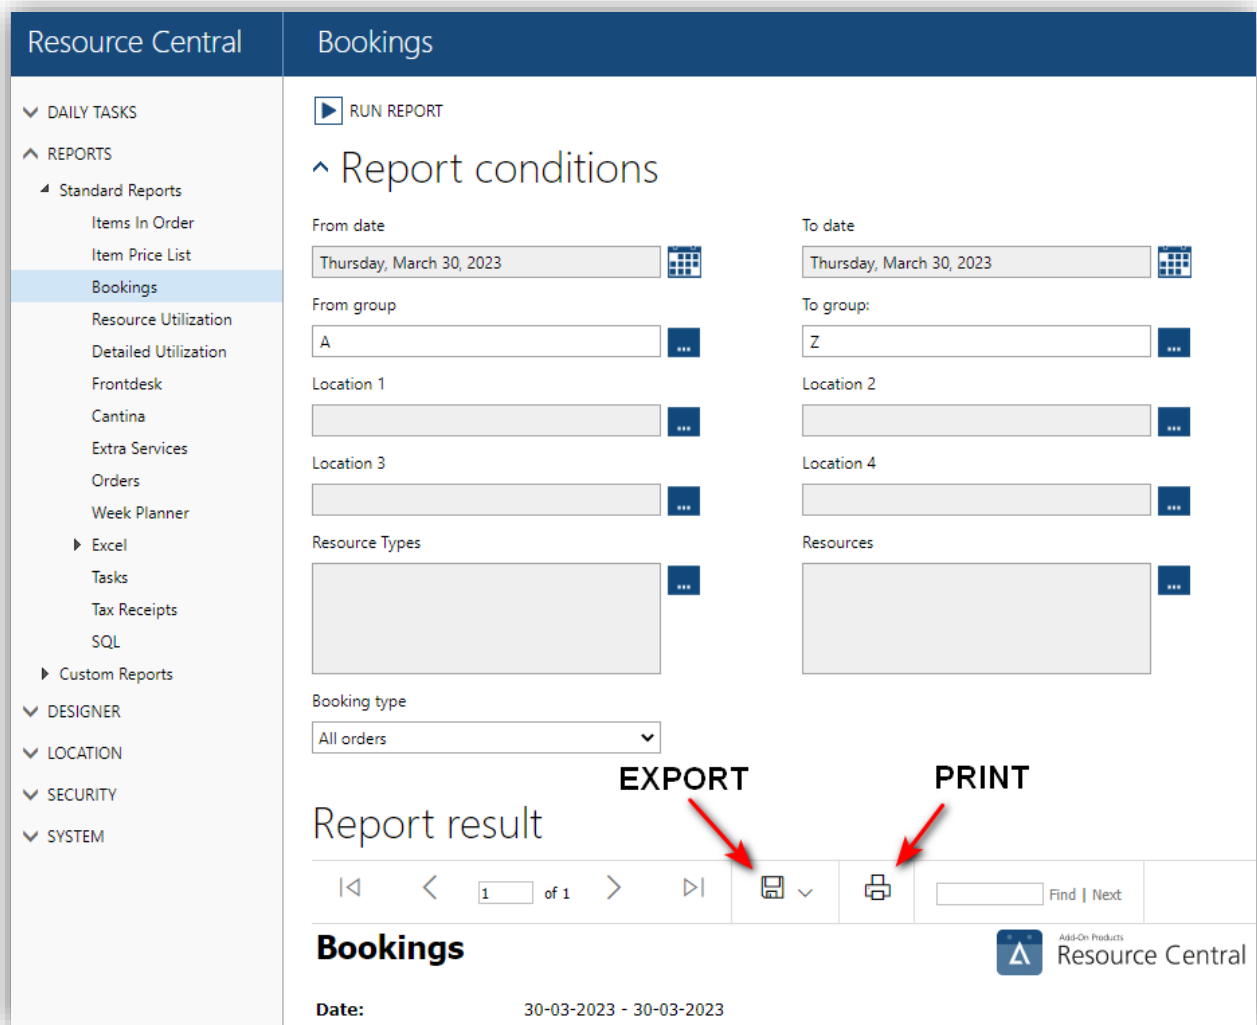 Resource Central
Bookings
DAILY TASKS
REPORTS
Standard Reports
Items In Order
Item Price List
Bookings
Resource Utilization
Detailed Utilization
Frontdesk
Cantina
Extra Services
Orders
Week Planner
Excel
Tasks
Tax Receipts
SQL
Custom Reports
DESIGNER
LOCATION
SECURITY
SYSTEM
RUN REPORT
Report conditions
From date
To date
Thursday, March 30, 2023
Thursday, March 30, 2023
From group
To group:
A
Z
Location 1
Location 2
Location 3
Location 4
Resource Types
Resources
Booking type
All orders
EXPORT
PRINT
Report result
1 of 1
Find | Next
Bookings
Add-On Products
Resource Central
Date: 30-03-2023 - 30-03-2023